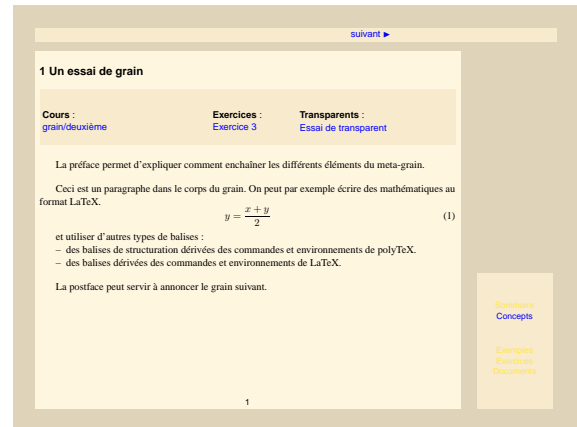 suivant ►
1 Un essai de grain
Cours :
grain/deuxième
Exercices :
Exercice 3
Transparents :
Essai de transparent
La préface permet d'expliquer comment enchaîner les différents éléments du meta-grain.
Ceci est un paragraphe dans le corps du grain. On peut par exemple écrire des mathématiques au
format LaTeX.
y = \frac{x + y}{2} (1)
et utiliser d'autres types de balises :
– des balises de structuration dérivées des commandes et environnements de polyTeX.
– des balises dérivées des commandes et environnements de LaTeX.
La postface peut servir à annoncer le grain suivant.
Concepts
Exemples
Exercices
Documents
1